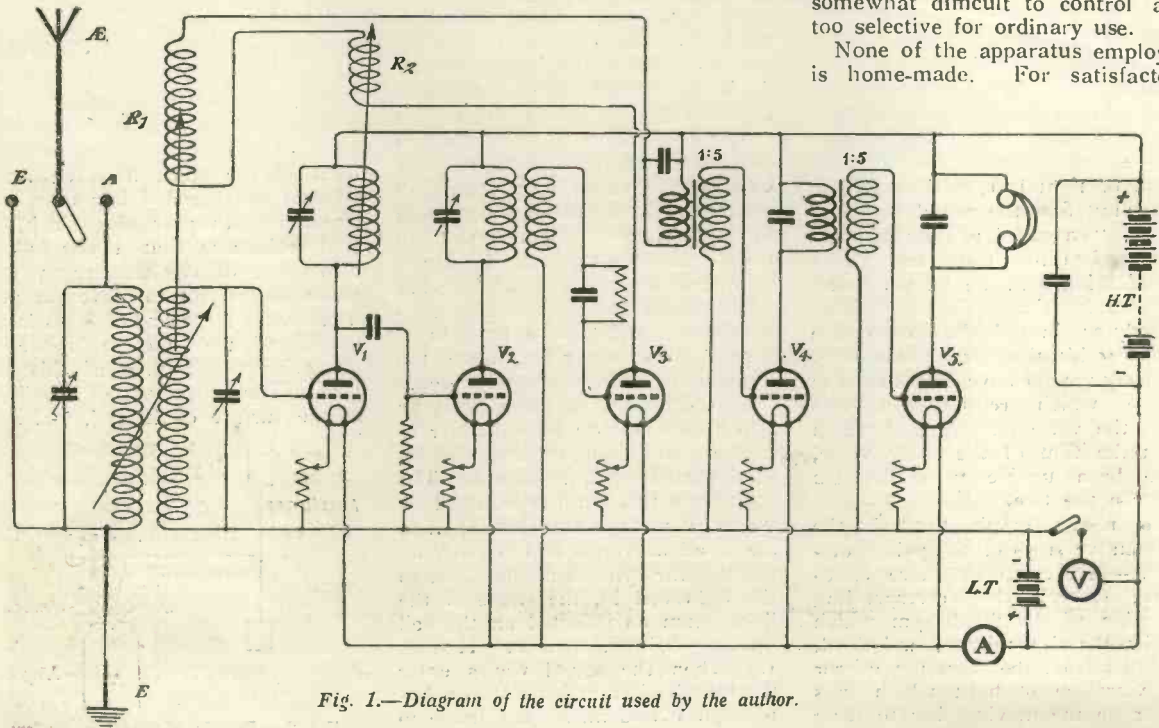 somewhat difficult to control
too selective for ordinary use.
None of the apparatus
is home-made. For
Æ.
R1
R2
E
A
1:5
1:5
+
H.T
-
V1
V2
V3
V4
V5.
-
L.T
+
V
A
E
Fig. 1.—Diagram of the circuit used by the author.